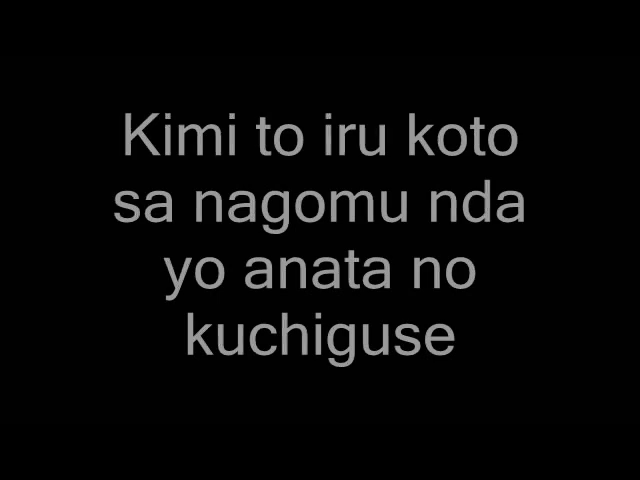 Kimi to iru koto
sa nagomu nda
yo anata no
kuchiguse